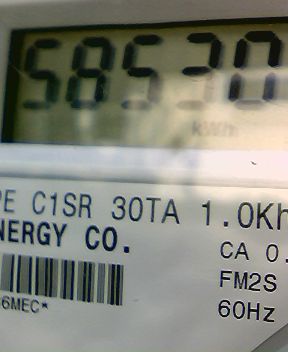 58530
kWh
PE C1SR 30TA 1.0Kh
NERGY CO.
CA 0.
FM2S
6MEC*
60Hz